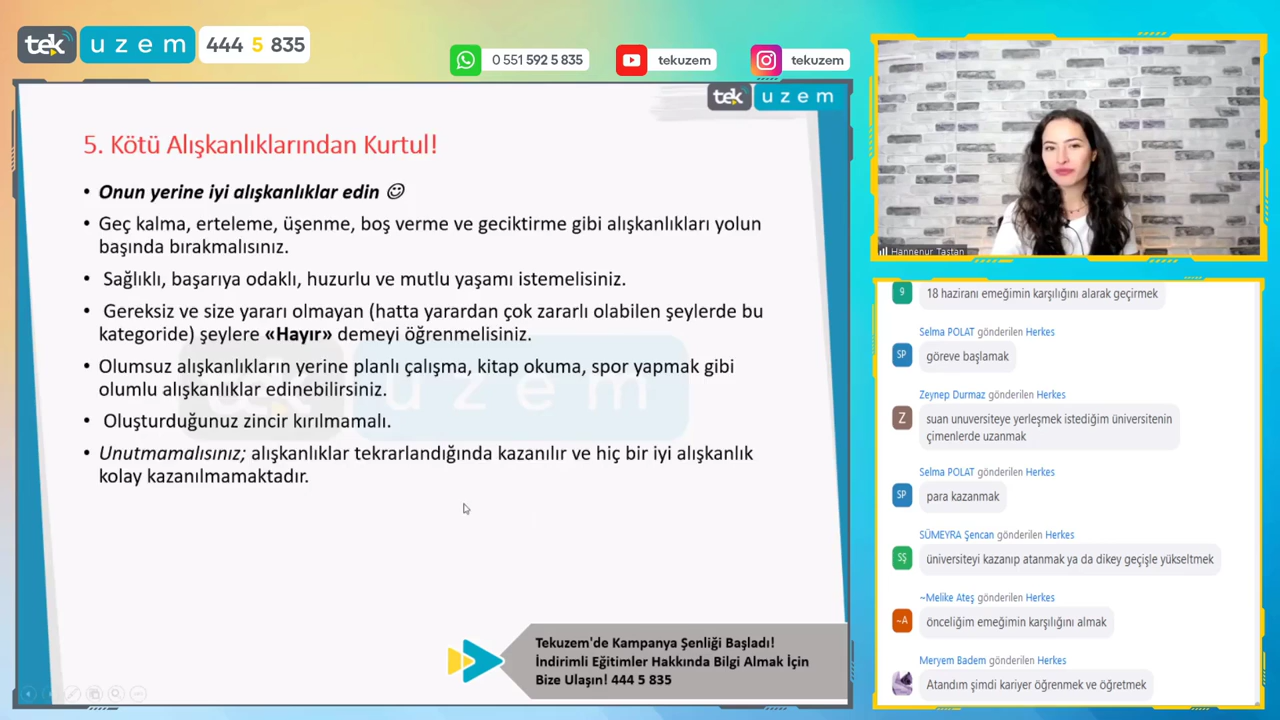 tek uzem 444 5 835
0 551 592 5 835
tekuzem
tekuzem
tek uzem
5. Kötü Alışkanlıklarından Kurtul!
• Onun yerine iyi alışkanlıklar edin ☺
• Geç kalma, erteleme, üşenme, boş verme ve geciktirme gibi alışkanlıkları yolun
başında bırakmalısınız.
• Sağlıklı, başarıya odaklı, huzurlu ve mutlu yaşamı istemelisiniz.
• Gereksiz ve size yararı olmayan (hatta yarardan çok zararlı olabilen şeylerde bu
kategoride) şeylere «Hayır» demeyi öğrenmelisiniz.
• Olumsuz alışkanlıkların yerine planlı çalışma, kitap okuma, spor yapmak gibi
olumlu alışkanlıklar edinebilirsiniz.
• Oluşturduğunuz zincir kırılmamalı.
• Unutmamalısınız; alışkanlıklar tekrarlandığında kazanılır ve hiç bir iyi alışkanlık
kolay kazanılmamaktadır.
tek uzem
Tekuzem'de Kampanya Şenliği Başladı!
İndirimli Eğitimler Hakkında Bilgi Almak İçin
Bize Ulaşın! 444 5 835
Hannenur Taştan
9
18 haziranı emeğimin karşılığını alarak geçirmek
Selma POLAT gönderilen Herkes
SP
göreve başlamak
Zeynep Durmaz gönderilen Herkes
Z
suan unuversiteye yerleşmek istediğim üniversitenin
çimenlerde uzanmak
Selma POLAT gönderilen Herkes
SP
para kazanmak
SÜMEYRA Şencan gönderilen Herkes
SŞ
üniversiteyi kazanıp atanmak ya da dikey geçişle yükseltmek
~Melike Ateş gönderilen Herkes
~A
önceliğim emeğimin karşılığını almak
Meryem Badem gönderilen Herkes
Atandım şimdi kariyer öğrenmek ve öğretmek